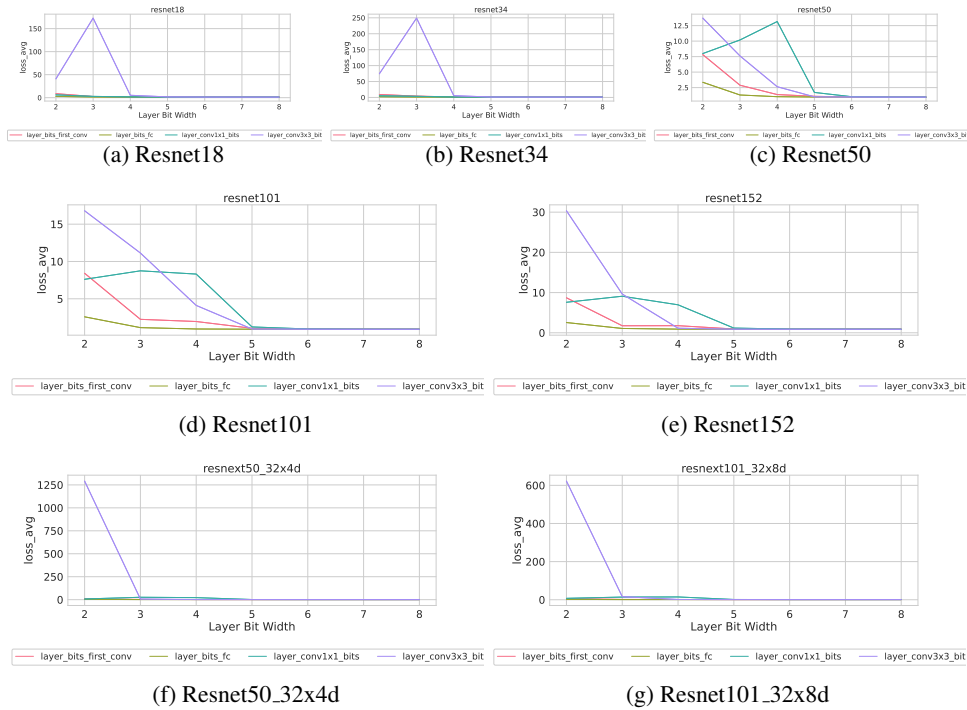 resnet18
loss_avg
150
100
50
0
2 3 4 5 6 7 8
Layer Bit Width
layer_bits_first_conv layer_bits_fc layer_conv1x1_bits layer_conv3x3_bit
(a) Resnet18
resnet34
loss_avg
250
200
150
100
50
0
2 3 4 5 6 7 8
Layer Bit Width
layer_bits_first_conv layer_bits_fc layer_conv1x1_bits layer_conv3x3_bit
(b) Resnet34
resnet50
loss_avg
12.5
10.0
7.5
5.0
2.5
2 3 4 5 6 7 8
Layer Bit Width
layer_bits_first_conv layer_bits_fc layer_conv1x1_bits layer_conv3x3_bit
(c) Resnet50
resnet101
loss_avg
15
10
5
2 3 4 5 6 7 8
Layer Bit Width
layer_bits_first_conv layer_bits_fc layer_conv1x1_bits layer_conv3x3_bit
(d) Resnet101
resnet152
loss_avg
30
20
10
0
2 3 4 5 6 7 8
Layer Bit Width
layer_bits_first_conv layer_bits_fc layer_conv1x1_bits layer_conv3x3_bit
(e) Resnet152
resnext50_32x4d
loss_avg
1250
1000
750
500
250
0
2 3 4 5 6 7 8
Layer Bit Width
layer_bits_first_conv layer_bits_fc layer_conv1x1_bits layer_conv3x3_bit
(f) Resnet50_32x4d
resnext101_32x8d
loss_avg
600
400
200
0
2 3 4 5 6 7 8
Layer Bit Width
layer_bits_first_conv layer_bits_fc layer_conv1x1_bits layer_conv3x3_bit
(g) Resnet101_32x8d